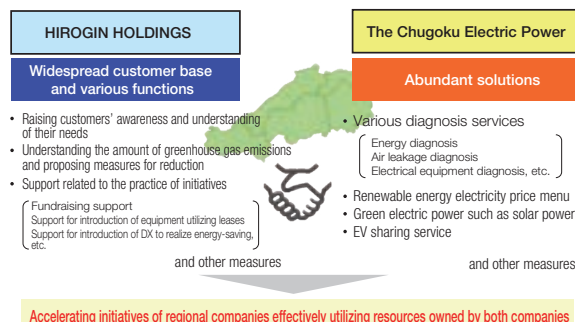 HIROGIN HOLDINGS
Widespread customer base
and various functions
• Raising customers' awareness and understanding
of their needs
• Understanding the amount of greenhouse gas emissions
and proposing measures for reduction
• Support related to the practice of initiatives
Fundraising support
Support for introduction of equipment utilizing leases
Support for introduction of DX to realize energy-saving,
etc.
and other measures
The Chugoku Electric Power
Abundant solutions
• Various diagnosis services
Energy diagnosis
Air leakage diagnosis
Electrical equipment diagnosis, etc.
• Renewable energy electricity price menu
• Green electric power such as solar power
• EV sharing service
and other measures
Accelerating initiatives of regional companies effectively utilizing resources owned by both companies